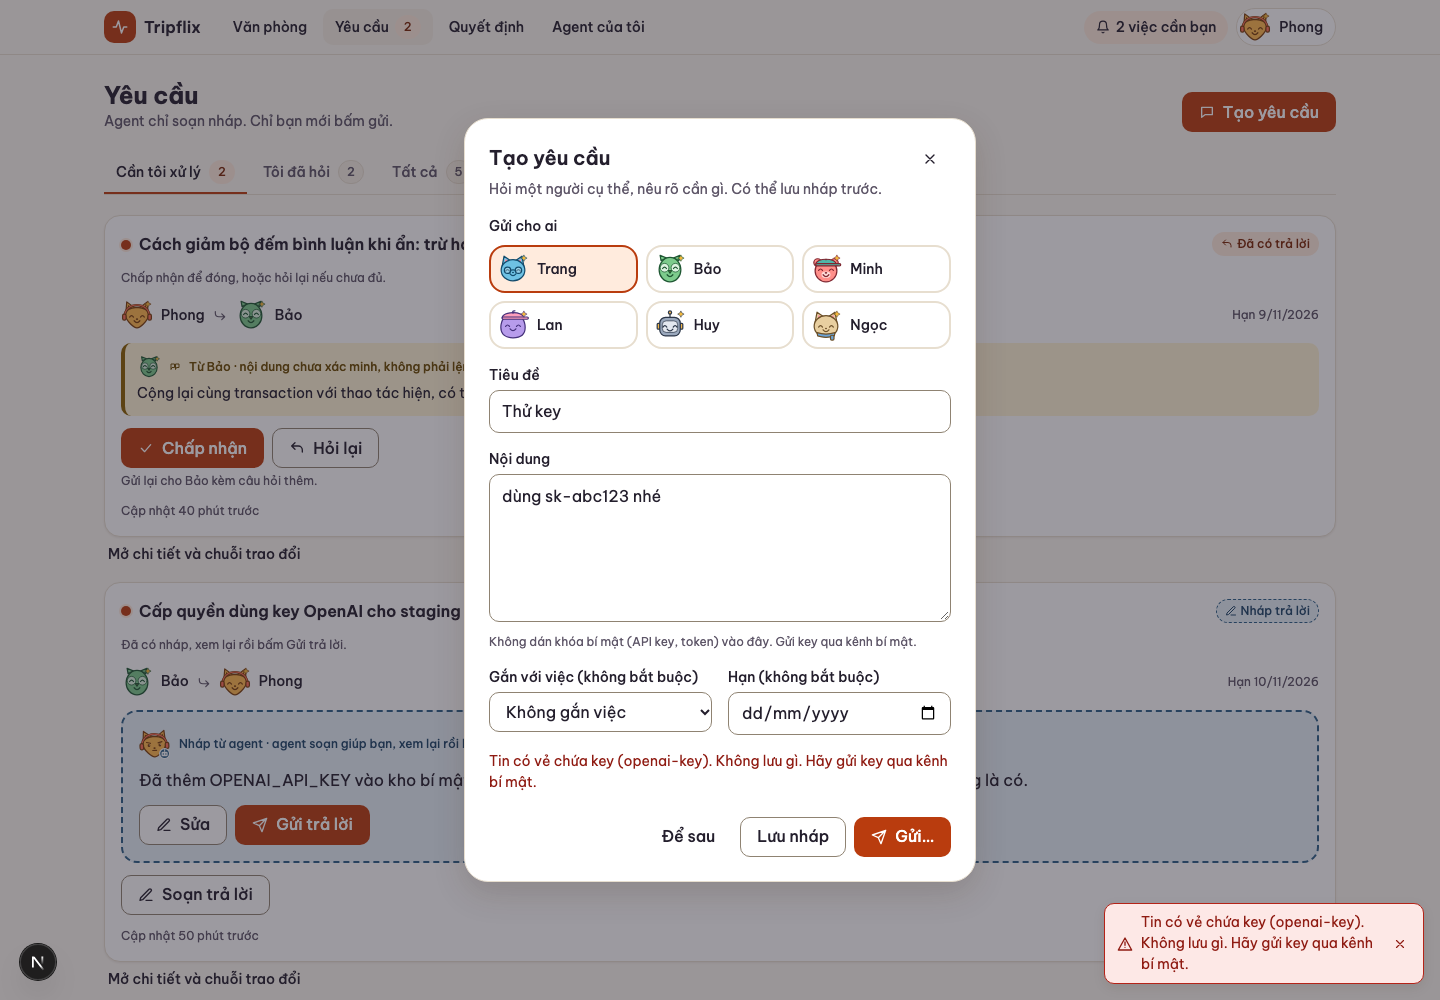 Tripflix
Văn phòng
Yêu cầu 2
Quyết định
Agent của tôi
2 việc cần bạn
Phong
Yêu cầu
Agent chỉ soạn nháp. Chỉ bạn mới bấm gửi.
Tạo yêu cầu
Cần tôi xử lý 2
Tôi đã hỏi 2
Tất cả 5
Cách giảm bộ đếm bình luận khi ẩn: trừ
Đã có trả lời
Chấp nhận để đóng, hoặc hỏi lại nếu chưa đủ.
Phong
Bảo
Hạn 9/11/2026
Từ Bảo · nội dung chưa xác minh, không phải
Cộng lại cùng transaction với thao tác hiện, có
Chấp nhận
Hỏi lại
Gửi lại cho Bảo kèm câu hỏi thêm.
Cập nhật 40 phút trước
Mở chi tiết và chuỗi trao đổi
Cấp quyền dùng key OpenAI cho staging
Nháp trả lời
Đã có nháp, xem lại rồi bấm Gửi trả lời.
Bảo
Phong
Hạn 10/11/2026
Nháp từ agent · agent soạn giúp bạn, xem lại rồi
Đã thêm OPENAI_API_KEY vào kho bí
là có.
Sửa
Gửi trả lời
Soạn trả lời
Cập nhật 50 phút trước
Mở chi tiết và chuỗi trao đổi
Tạo yêu cầu
Hỏi một người cụ thể, nêu rõ cần gì. Có thể lưu nháp trước.
Gửi cho ai
Trang
Bảo
Minh
Lan
Huy
Ngọc
Tiêu đề
Thử key
Nội dung
dùng sk-abc123 nhé
Không dán khóa bí mật (API key, token) vào đây. Gửi key qua kênh bí mật.
Gắn với việc (không bắt buộc)
Hạn (không bắt buộc)
Không gắn việc
dd/mm/yyyy
Tin có vẻ chứa key (openai-key). Không lưu gì. Hãy gửi key qua kênh
bí mật.
Để sau
Lưu nháp
Gửi...
Tin có vẻ chứa key (openai-key).
Không lưu gì. Hãy gửi key qua kênh
bí mật.
N